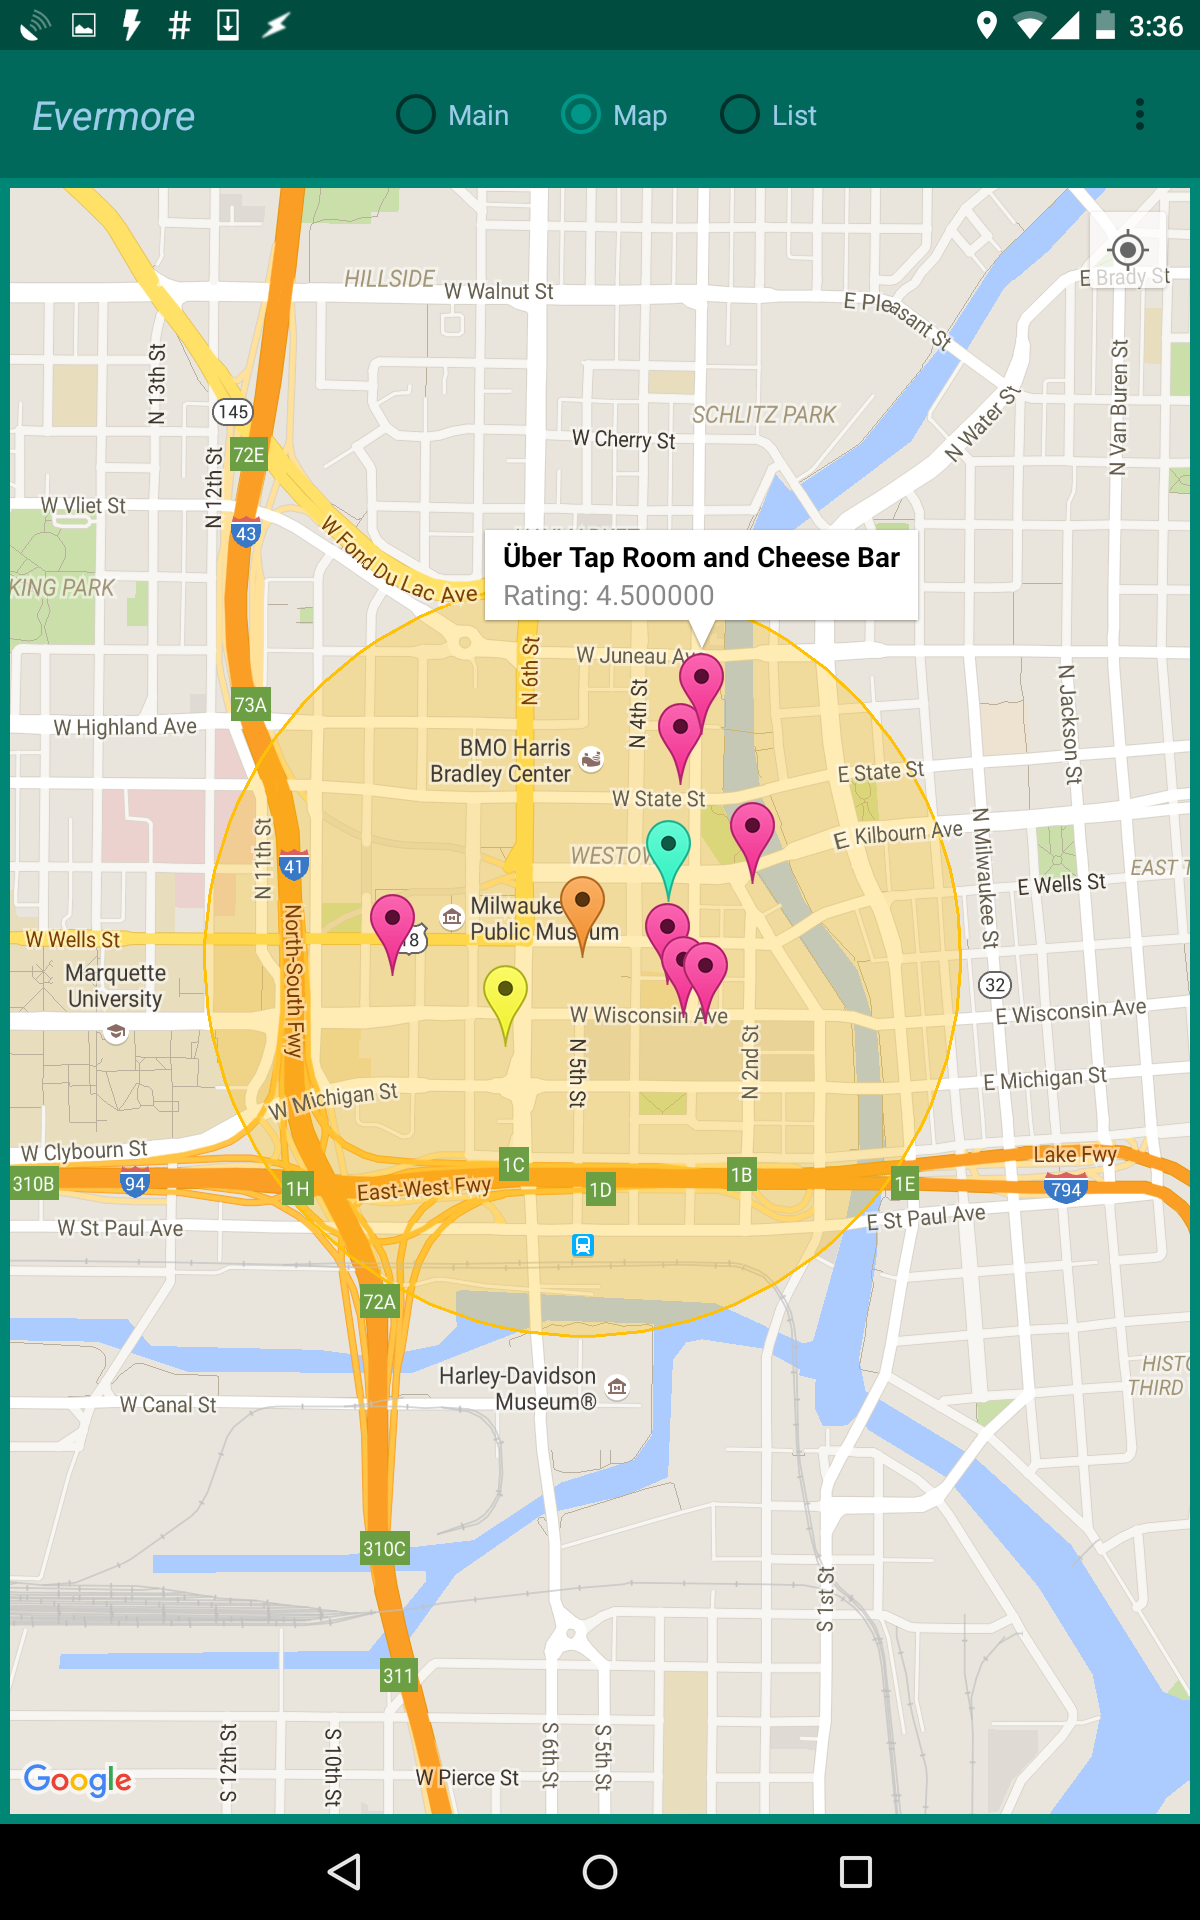 3:36
Evermore
Main
Map
List
HILLSIDE
W Walnut St
E Pleasant St
E Brady St
N 13th St
145
SCHLITZ PARK
N Water St
N Van Buren St
W Cherry St
72E
N 12th St
W Vliet St
43
W Fond Du Lac Ave
KING PARK
Über Tap Room and Cheese Bar
Rating: 4.500000
N 6th St
W Juneau Av
N 4th St
N Jackson St
73A
W Highland Ave
BMO Harris
Bradley Center
W State St
E State St
N 11th St
41
E Kilbourn Ave
N Milwaukee St
E Wells St
EAST T
North-South Fwy
Milwauke
Public Museum
18
W Wells St
Marquette
University
32
W Wisconsin Ave
E Wisconsin Ave
N 5th St
N 2nd St
E Michigan St
W Michigan St
W Clybourn St
310B
94
1H
East-West Fwy
1C
1D
1B
1E
Lake Fwy
794
W St Paul Ave
E St Paul Ave
72A
Harley-Davidson
Museum®
HISTO
THIRD
W Canal St
310C
S 1st St
311
S 12th St
S 10th St
S 6th St
S 5th St
W Pierce St
Google